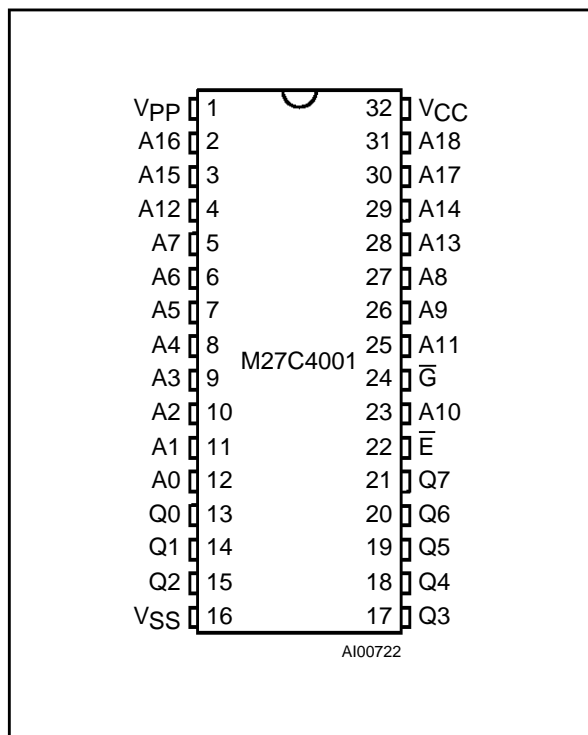 VPP 1 32 VCC
A16 2 31 A18
A15 3 30 A17
A12 4 29 A14
A7 5 28 A13
A6 6 27 A8
A5 7 26 A9
A4 8 25 A11
M27C4001
A3 9 24 G̅
A2 10 23 A10
A1 11 22 E̅
A0 12 21 Q7
Q0 13 20 Q6
Q1 14 19 Q5
Q2 15 18 Q4
VSS 16 17 Q3
AI00722